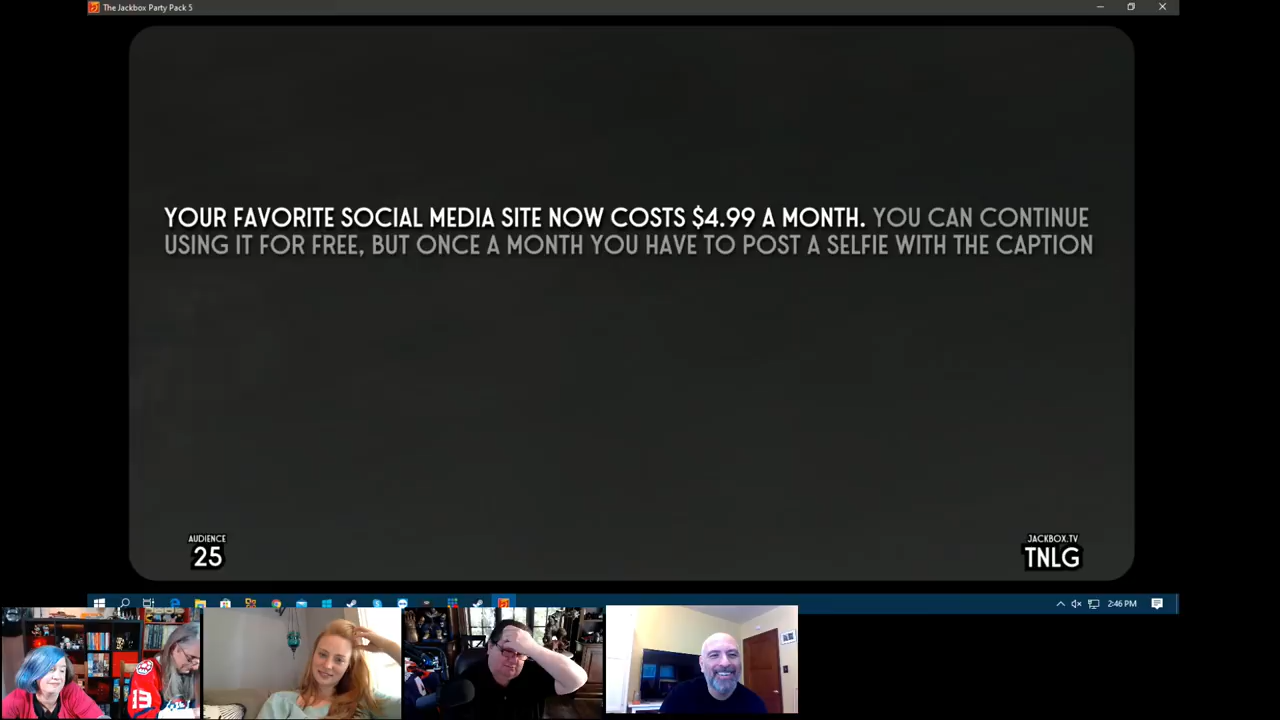 The Jackbox Party Pack 5
YOUR FAVORITE SOCIAL MEDIA SITE NOW COSTS $4.99 A MONTH. YOU CAN CONTINUE
USING IT FOR FREE, BUT ONCE A MONTH YOU HAVE TO POST A SELFIE WITH THE CAPTION
AUDIENCE
25
JACKBOX.TV
TNLG
2:46 PM
13